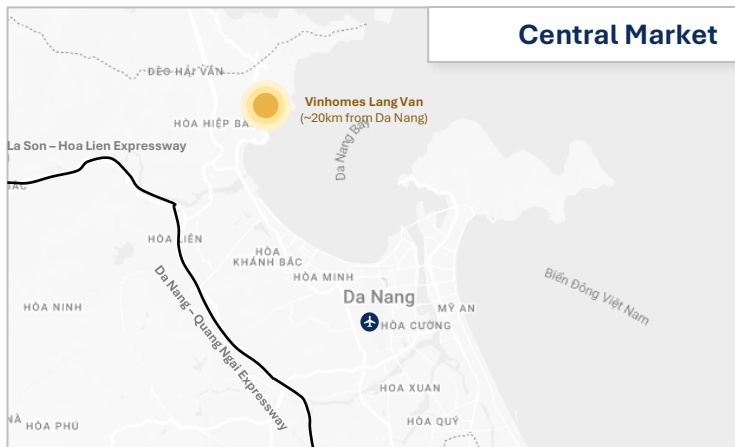 Central Market
ĐÈO HẢI VÂN
Vinhomes Lang Van
(~20km from Da Nang)
HÒA HIỆP BẮ
La Son – Hoa Lien Expressway
Da Nang Bay
BẮC
HÒA LIÊN
HÒA
KHÁNH BẮC
HÒA MINH
Da Nang – Quang Ngai Expressway
Biển Đông Việt Nam
HÒA NINH
Da Nang
MỸ AN
HÒA CƯỜNG
HOA XUAN
HÒA QUÝ
NÀ
HÒA PHÚ